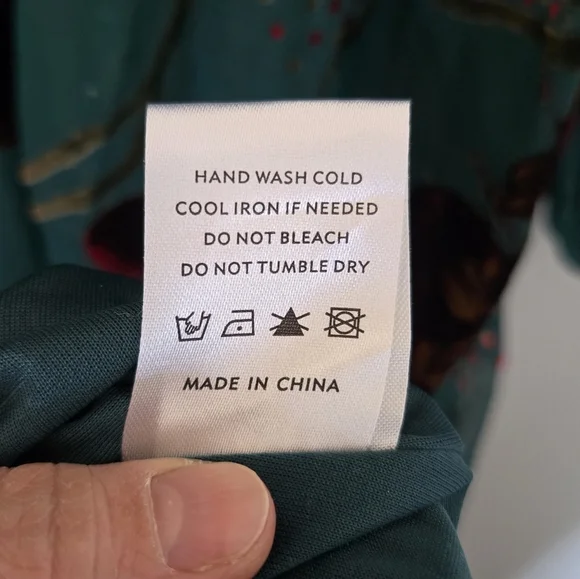 HAND WASH COLD
COOL IRON IF NEEDED
DO NOT BLEACH
DO NOT TUMBLE DRY
MADE IN CHINA